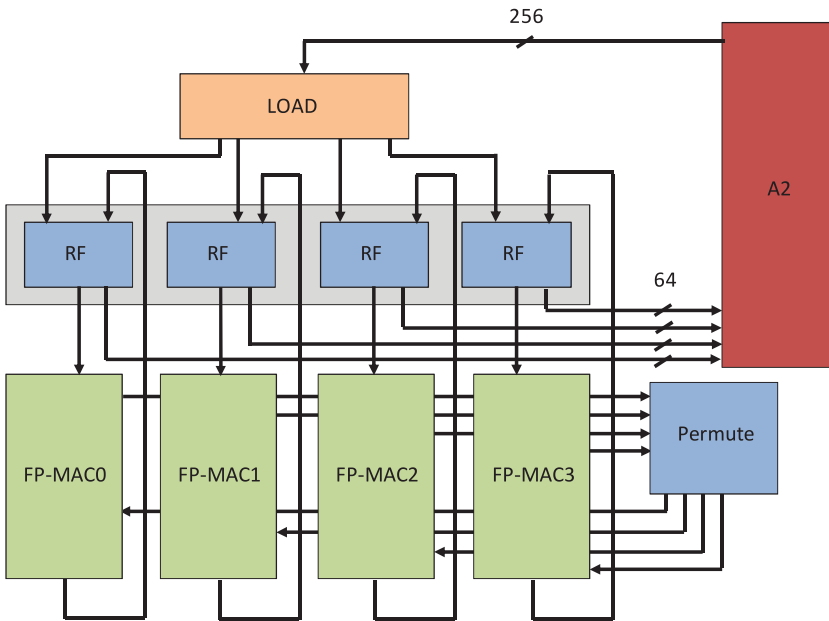 256
LOAD
A2
RF
RF
RF
RF
64
FP-MAC0
FP-MAC1
FP-MAC2
FP-MAC3
Permute